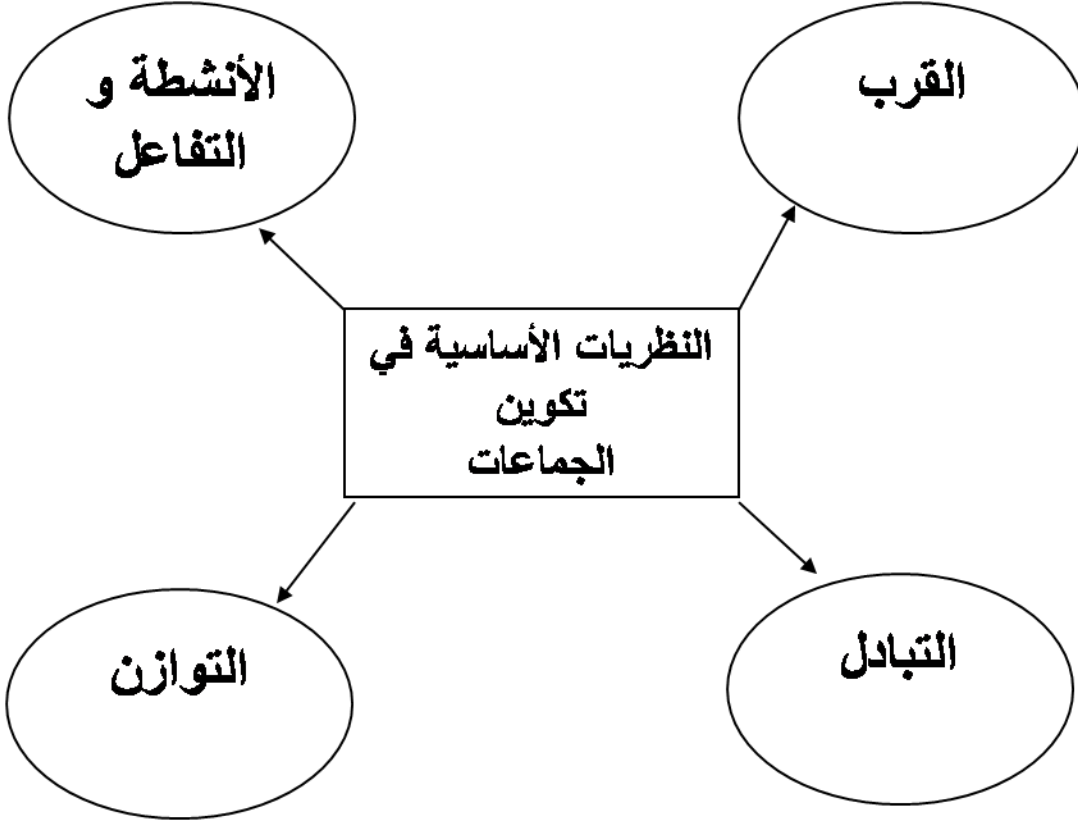 القرب
الأنشطة و
التفاعل
النظريات الأساسية في
تكوين
الجماعات
التبادل
التوازن